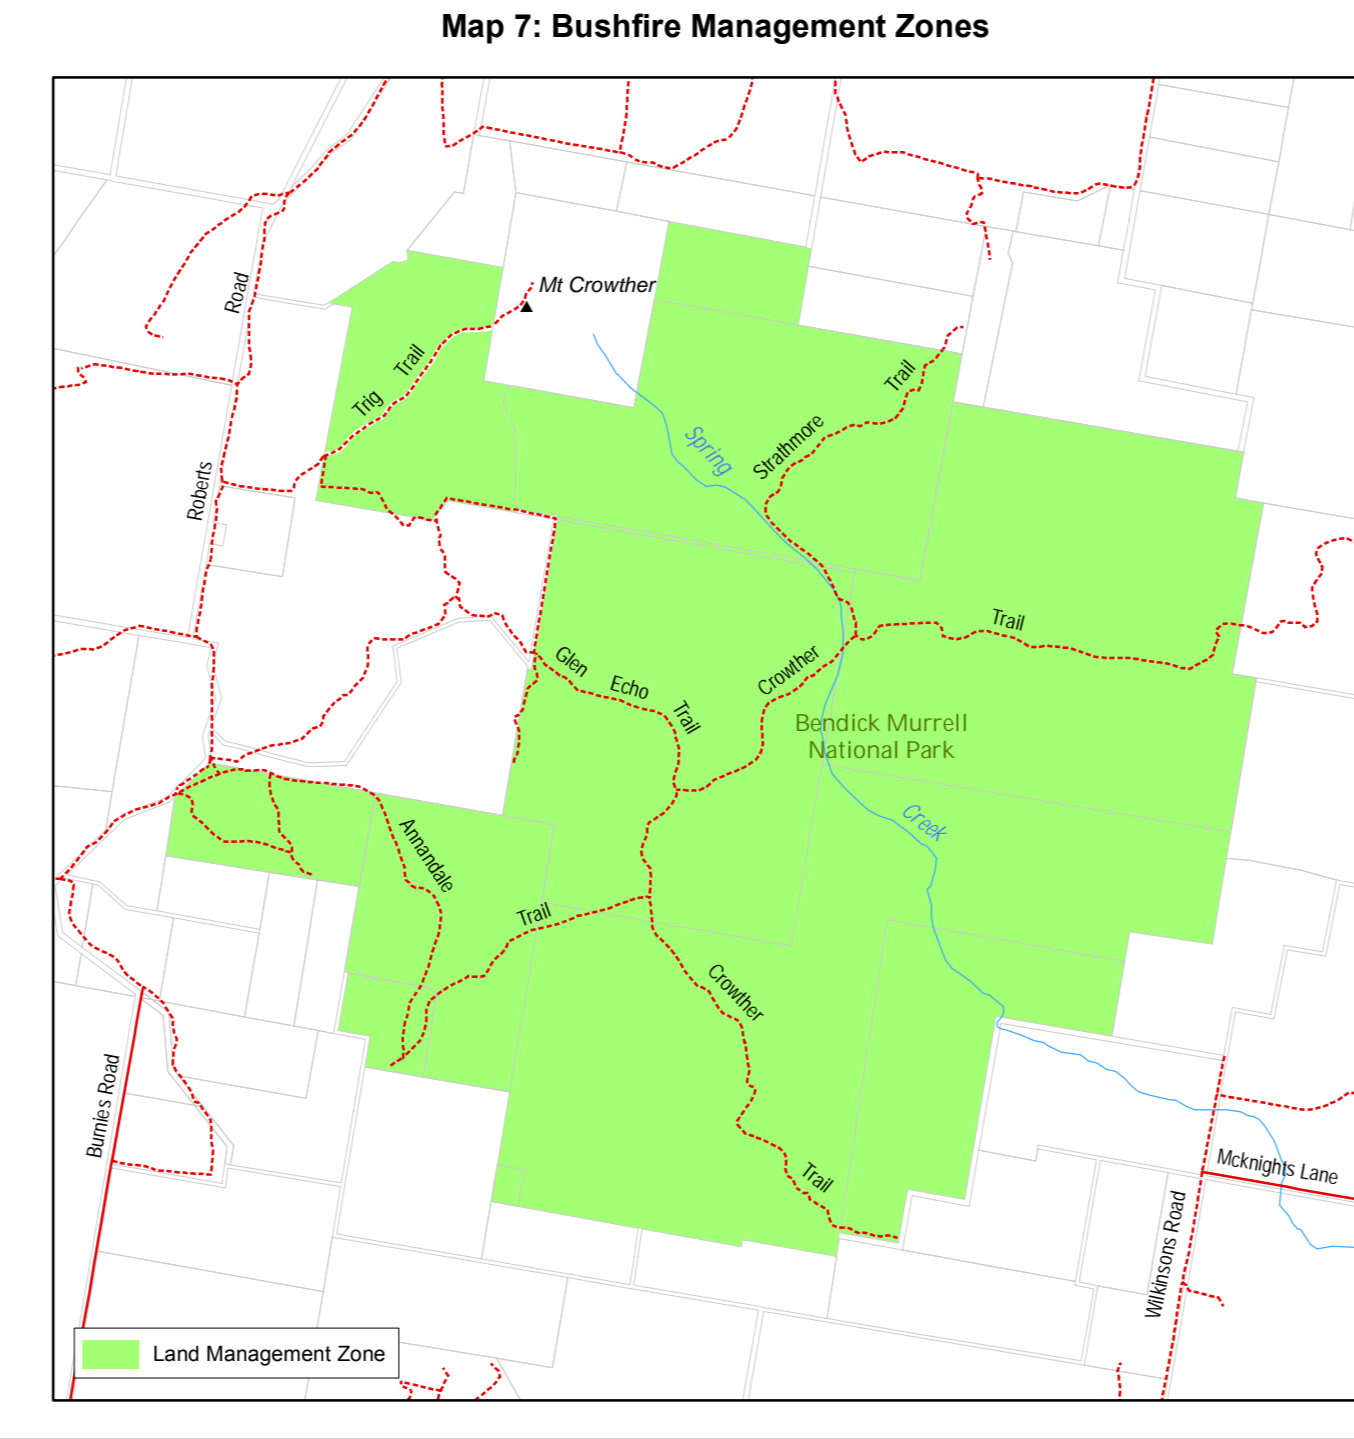 Map 7: Bushfire Management Zones
Mt Crowther
Road
Trail
Trig
Trail
Strathmore
Spring
Roberts
Trail
Glen
Echo
Trail
Crowther
Bendick Murrell
National Park
Creek
Annandale
Trail
Crowther
Trail
Burnies Road
Mcknights Lane
Wilkinsons Road
Land Management Zone